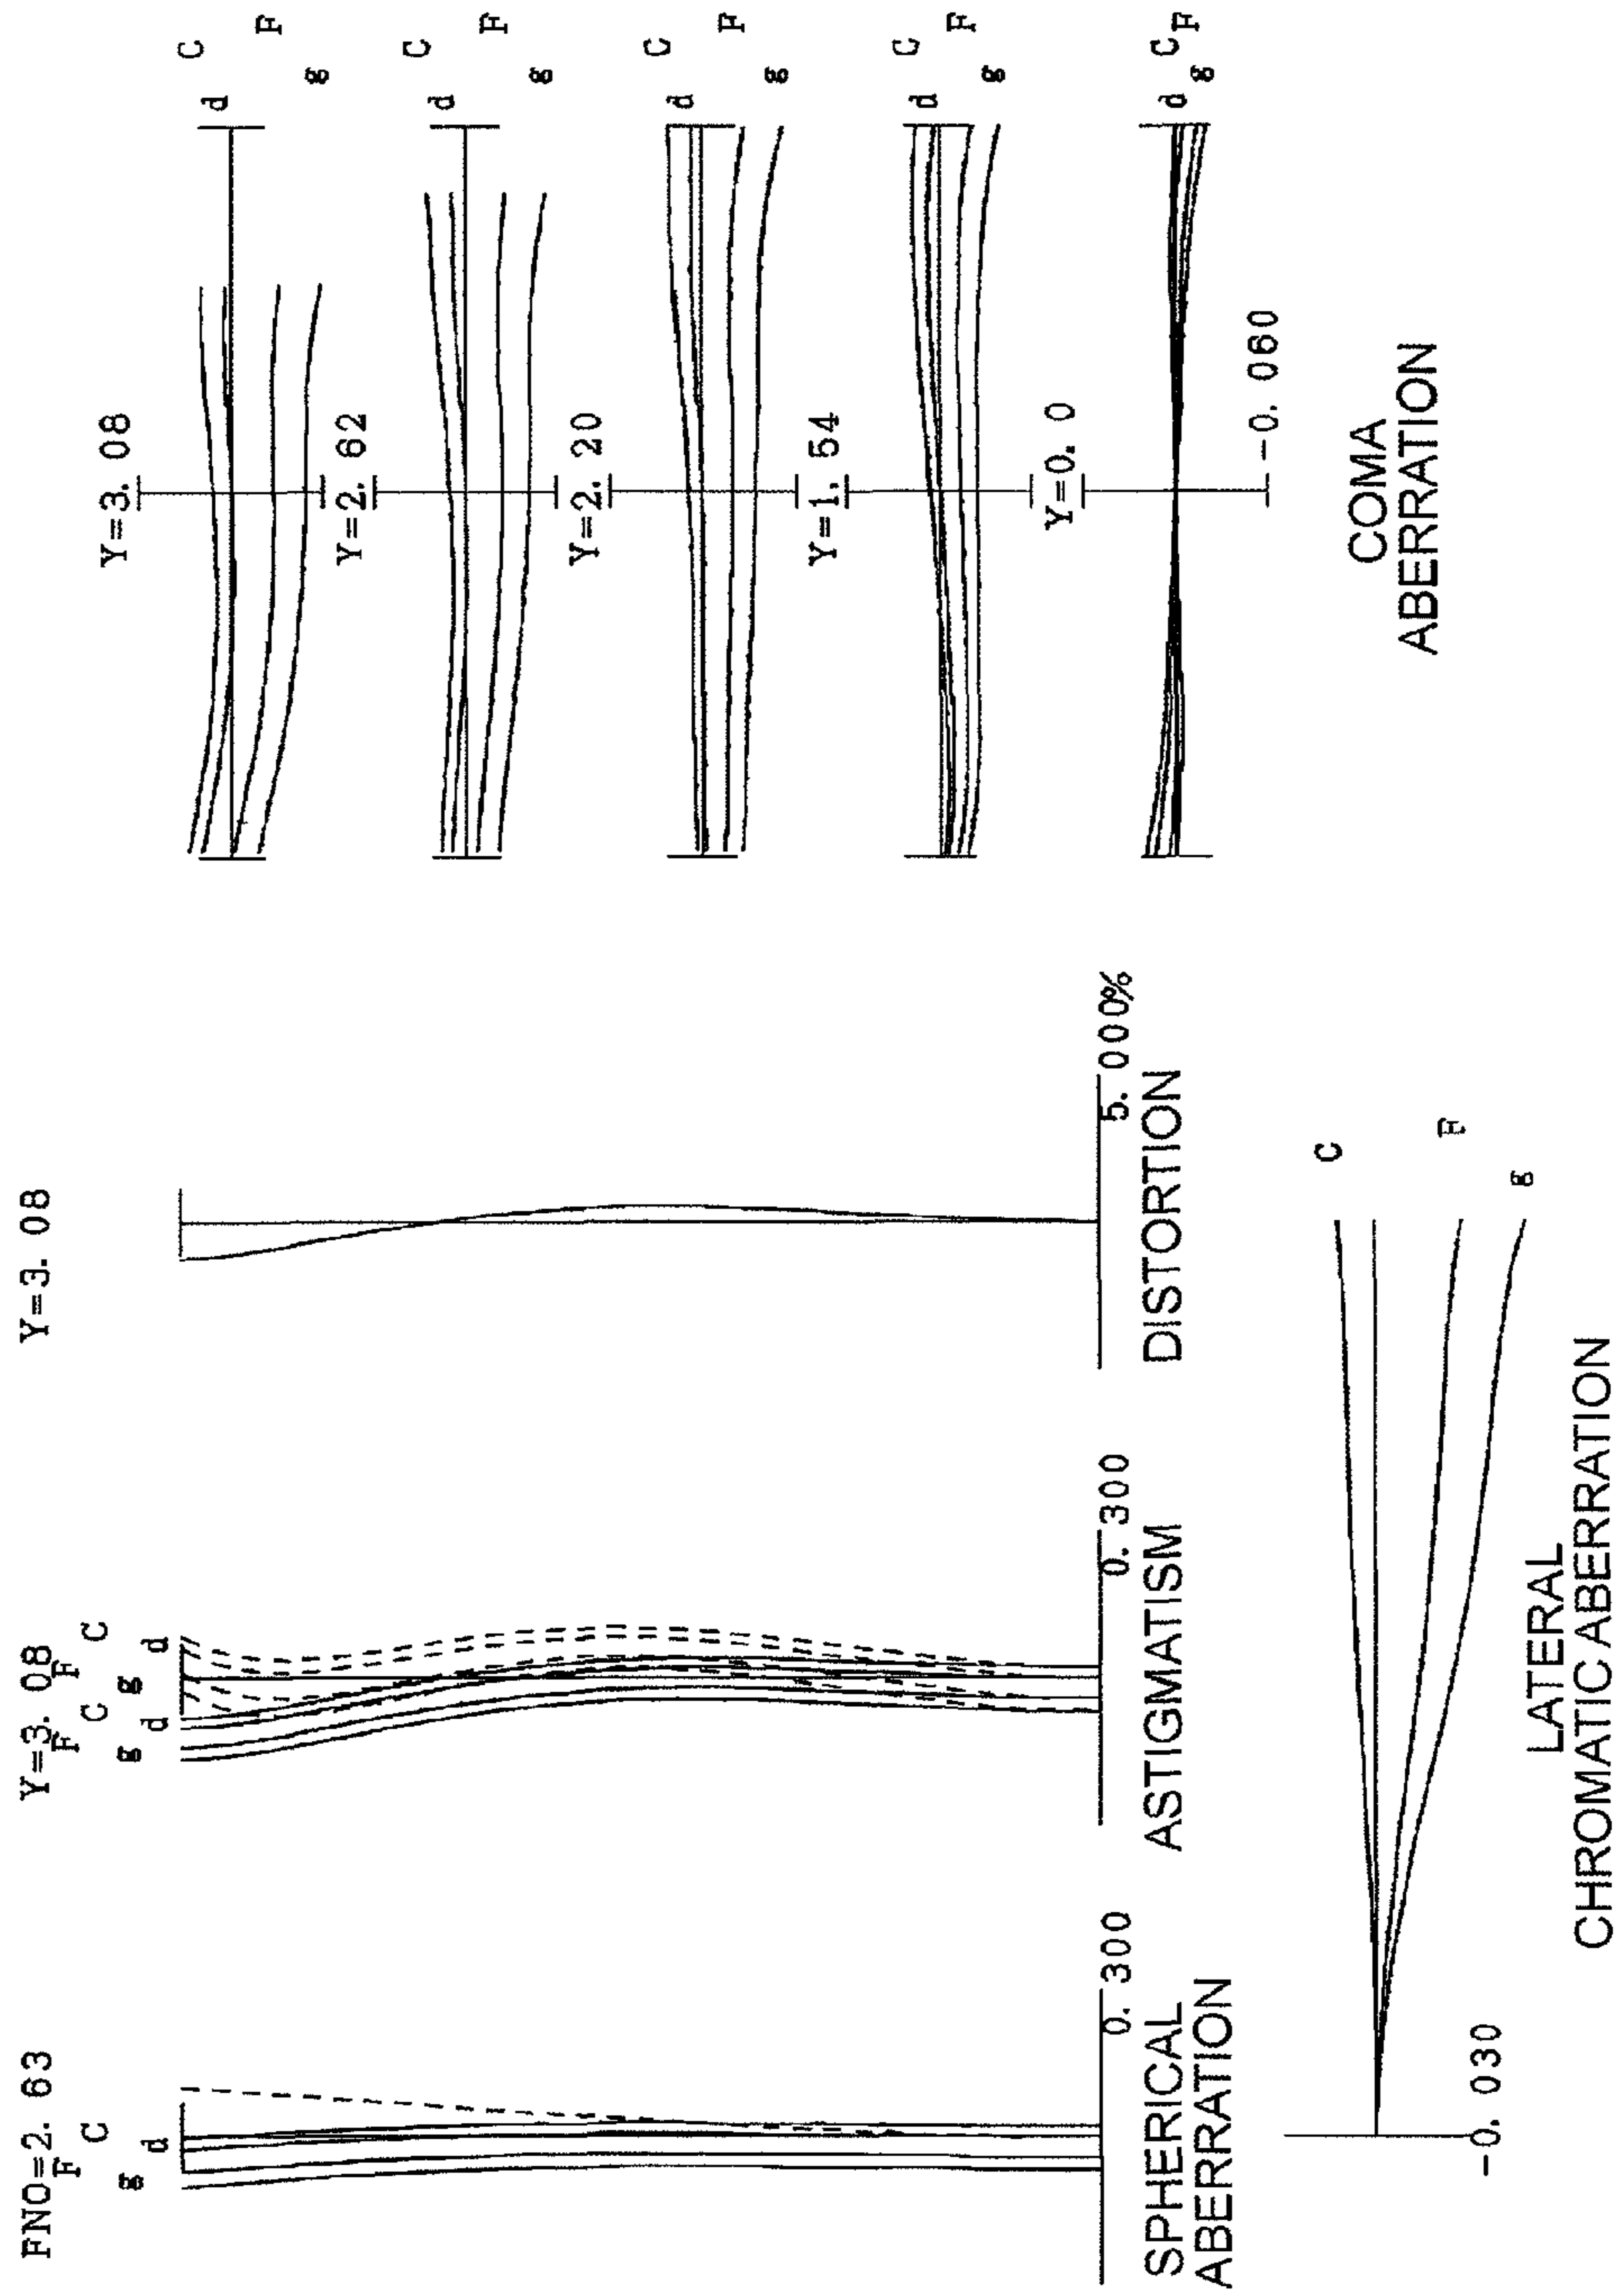 FNO=2. 63
F
C
g
d
0. 300
SPHERICAL
ABERRATION
Y=3. 08
F
C
F
C
g
d
g
d
0. 300
ASTIGMATISM
Y=3. 08
5. 000%
DISTORTION
Y=3. 08
C
d
F
g
Y=2. 62
C
d
F
g
Y=2. 20
C
d
F
g
Y=1. 54
C
d
F
g
Y=0. 0
C
F
d
g
-0. 060
COMA
ABERRATION
C
F
g
-0. 030
LATERAL
CHROMATIC ABERRATION